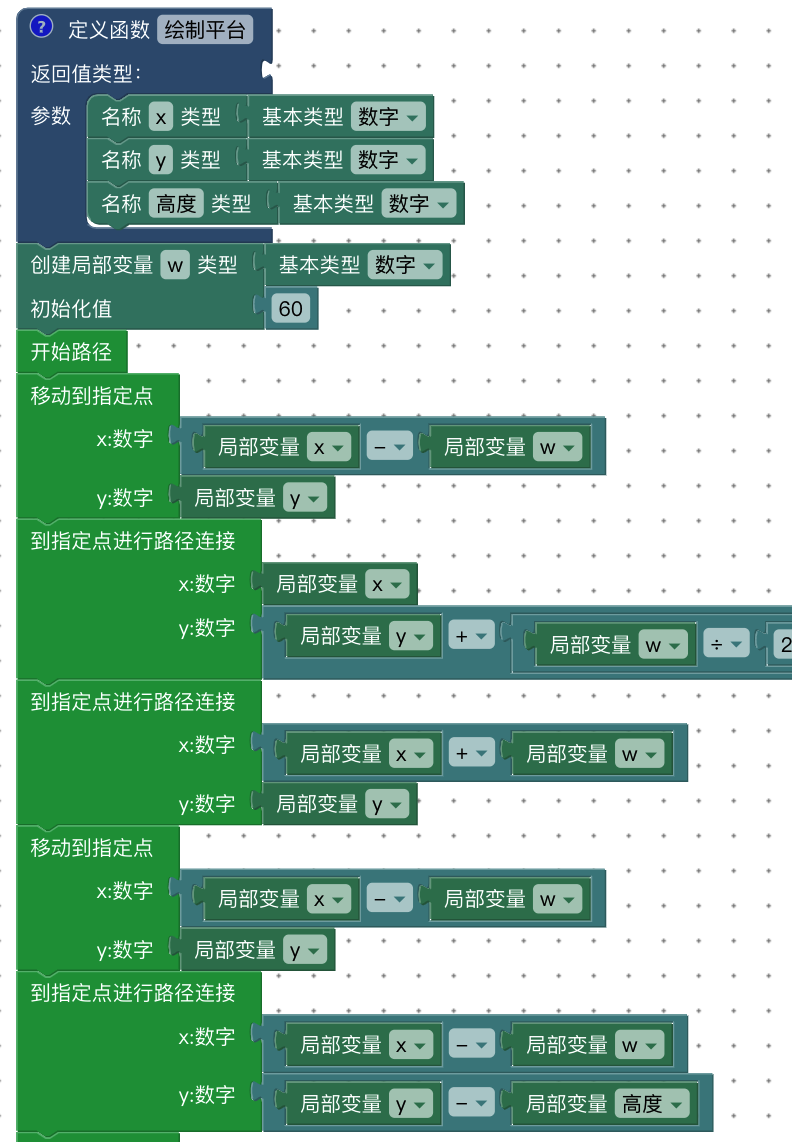 ? 定义函数 绘制平台
返回值类型:
参数 名称 x 类型 基本类型 数字
名称 y 类型 基本类型 数字
名称 高度 类型 基本类型 数字
创建局部变量 w 类型 基本类型 数字
初始化值 60
开始路径
移动到指定点
x:数字 局部变量 x - 局部变量 w
y:数字 局部变量 y
到指定点进行路径连接
x:数字 局部变量 x
y:数字 局部变量 y + 局部变量 w ÷ 2
到指定点进行路径连接
x:数字 局部变量 x + 局部变量 w
y:数字 局部变量 y
移动到指定点
x:数字 局部变量 x - 局部变量 w
y:数字 局部变量 y
到指定点进行路径连接
x:数字 局部变量 x - 局部变量 w
y:数字 局部变量 y - 局部变量 高度